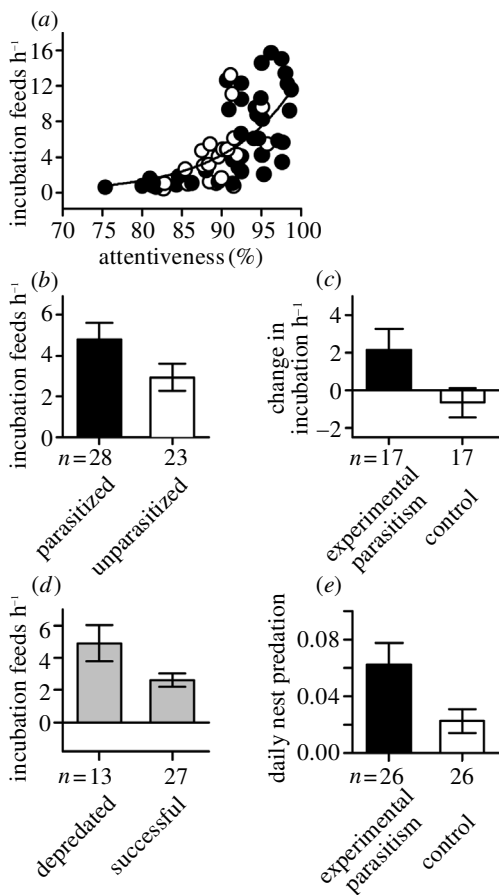 (a)
incubation feeds h⁻¹
16
12
8
4
0
70 75 80 85 90 95 100
attentiveness (%)
(b)
incubation feeds h⁻¹
6
4
2
0
n=28 23
parasitized
unparasitized
(c)
change in
incubation h⁻¹
4
2
0
−2
n=17 17
experimental
parasitism
control
(d)
incubation feeds h⁻¹
6
4
2
0
n=13 27
depredated
successful
(e)
daily nest predation
0.08
0.04
0.00
n=26 26
experimental
parasitism
control